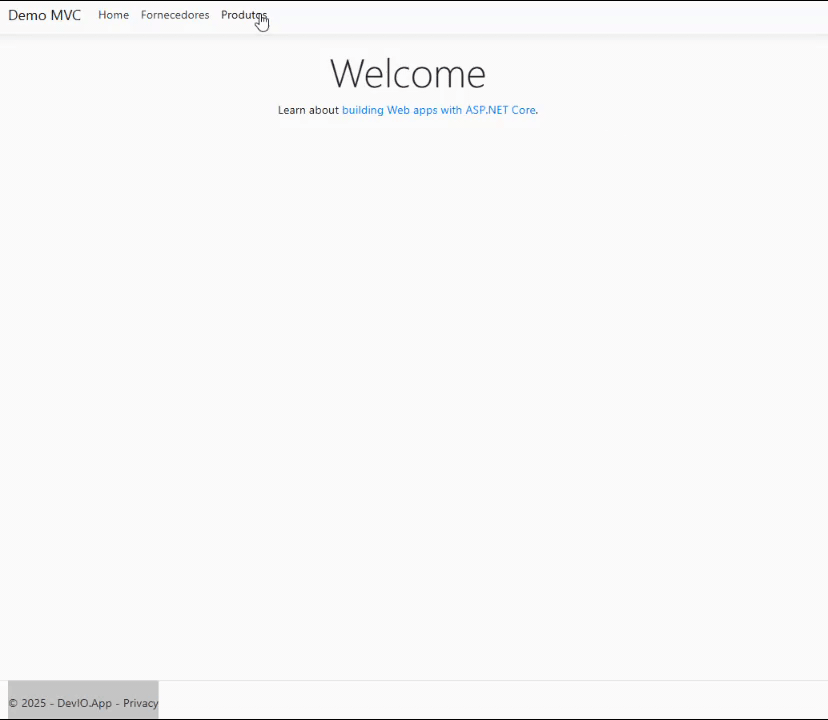 Demo MVC Home Fornecedores Produtos
Welcome
Learn about building Web apps with ASP.NET Core.
© 2025 - DevIO.App - Privacy